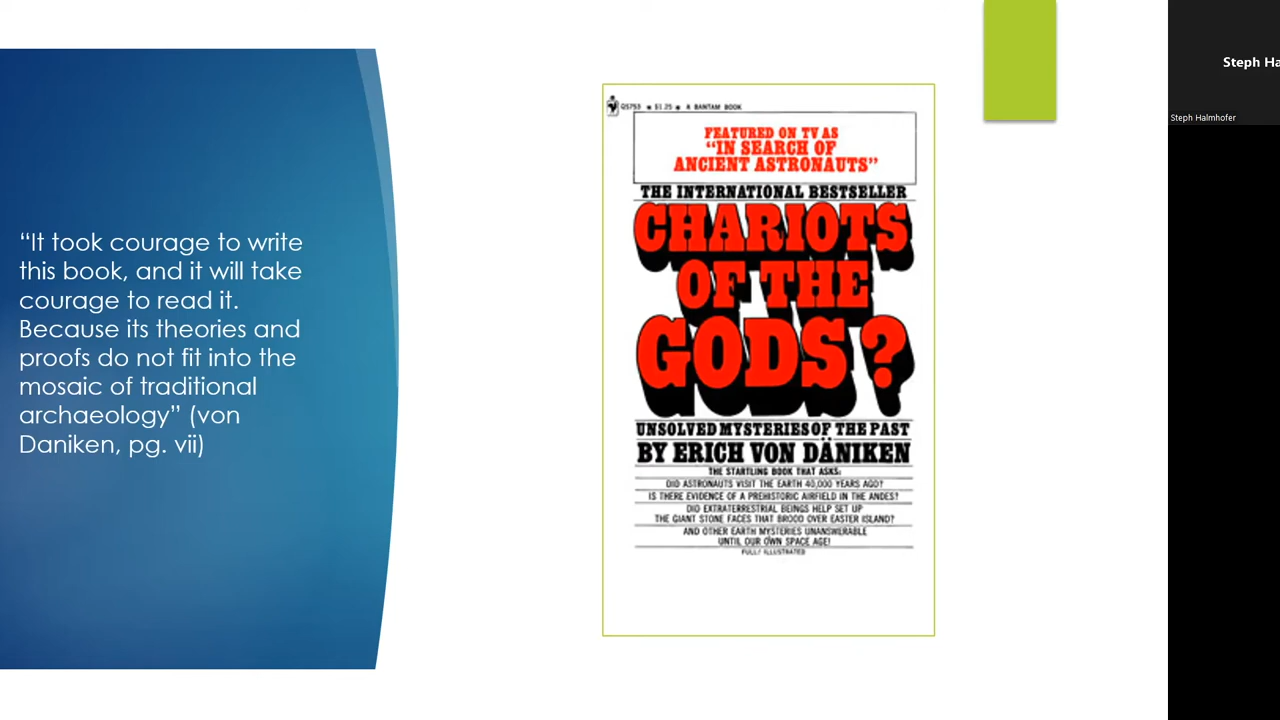 “It took courage to write
this book, and it will take
courage to read it.
Because its theories and
proofs do not fit into the
mosaic of traditional
archaeology” (von
Daniken, pg. vii)
Q5753 ★ $1.25 ★ A BANTAM BOOK
FEATURED ON TV AS
“IN SEARCH OF
ANCIENT ASTRONAUTS”
THE INTERNATIONAL BESTSELLER
CHARIOTS
OF THE
GODS?
UNSOLVED MYSTERIES OF THE PAST
BY ERICH VON DÄNIKEN
THE STARTLING BOOK THAT ASKS:
DID ASTRONAUTS VISIT THE EARTH 40,000 YEARS AGO?
IS THERE EVIDENCE OF A PREHISTORIC AIRFIELD IN THE ANDES?
DID EXTRATERRESTRIAL BEINGS HELP SET UP
THE GIANT STONE FACES THAT BROOD OVER EASTER ISLAND?
AND OTHER EARTH MYSTERIES UNANSWERABLE
UNTIL OUR OWN SPACE AGE!
FULLY ILLUSTRATED
Steph Ha
Steph Halmhofer